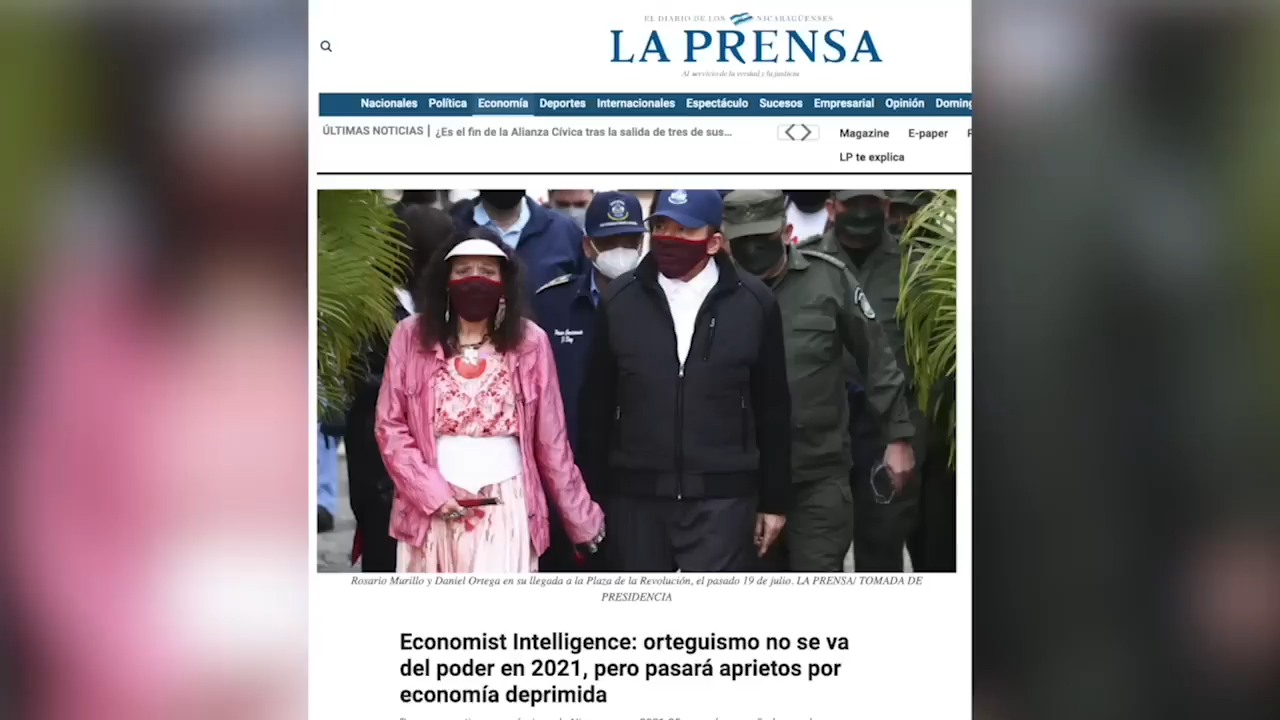 EL DIARIO DE LOS NICARAGÜENSES
LA PRENSA
Al servicio de la verdad y la justicia
Nacionales Política Economía Deportes Internacionales Espectáculo Sucesos Empresarial Opinión Doming
ÚLTIMAS NOTICIAS | ¿Es el fin de la Alianza Cívica tras la salida de tres de sus...
Magazine E-paper
LP te explica
Rosario Murillo y Daniel Ortega en su llegada a la Plaza de la Revolución, el pasado 19 de julio. LA PRENSA/ TOMADA DE
PRESIDENCIA
Economist Intelligence: orteguismo no se va
del poder en 2021, pero pasará aprietos por
economía deprimida